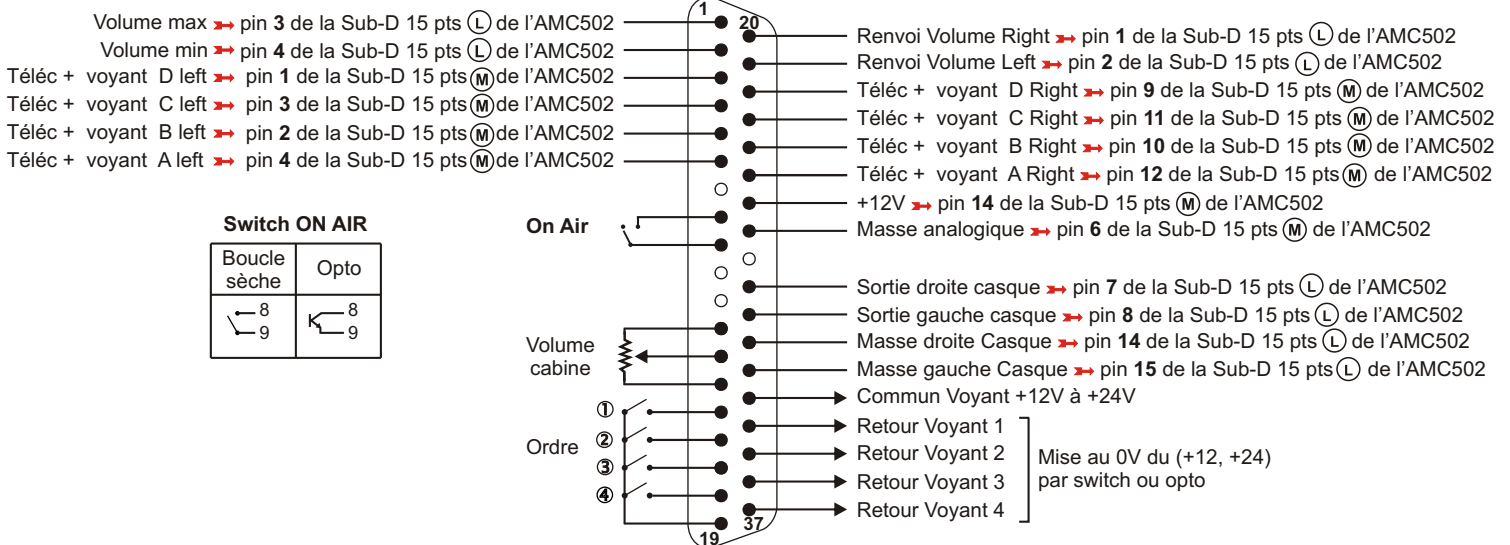 1
20
Volume max pin 3 de la Sub-D 15 pts L de l'AMC502
Volume min pin 4 de la Sub-D 15 pts L de l'AMC502
Téléc + voyant D left pin 1 de la Sub-D 15 pts M de l'AMC502
Téléc + voyant C left pin 3 de la Sub-D 15 pts M de l'AMC502
Téléc + voyant B left pin 2 de la Sub-D 15 pts M de l'AMC502
Téléc + voyant A left pin 4 de la Sub-D 15 pts M de l'AMC502
Renvoi Volume Right pin 1 de la Sub-D 15 pts L de l'AMC502
Renvoi Volume Left pin 2 de la Sub-D 15 pts L de l'AMC502
Téléc + voyant D Right pin 9 de la Sub-D 15 pts M de l'AMC502
Téléc + voyant C Right pin 11 de la Sub-D 15 pts M de l'AMC502
Téléc + voyant B Right pin 10 de la Sub-D 15 pts M de l'AMC502
Téléc + voyant A Right pin 12 de la Sub-D 15 pts M de l'AMC502
+12V pin 14 de la Sub-D 15 pts M de l'AMC502
Masse analogique pin 6 de la Sub-D 15 pts M de l'AMC502
Switch ON AIR
Boucle sèche
Opto
8
9
8
9
On Air
Volume
cabine
Ordre
①
②
③
④
Sortie droite casque pin 7 de la Sub-D 15 pts L de l'AMC502
Sortie gauche casque pin 8 de la Sub-D 15 pts L de l'AMC502
Masse droite Casque pin 14 de la Sub-D 15 pts L de l'AMC502
Masse gauche Casque pin 15 de la Sub-D 15 pts L de l'AMC502
Commun Voyant +12V à +24V
Retour Voyant 1
Retour Voyant 2
Retour Voyant 3
Retour Voyant 4
Mise au 0V du (+12, +24)
par switch ou opto
37
19